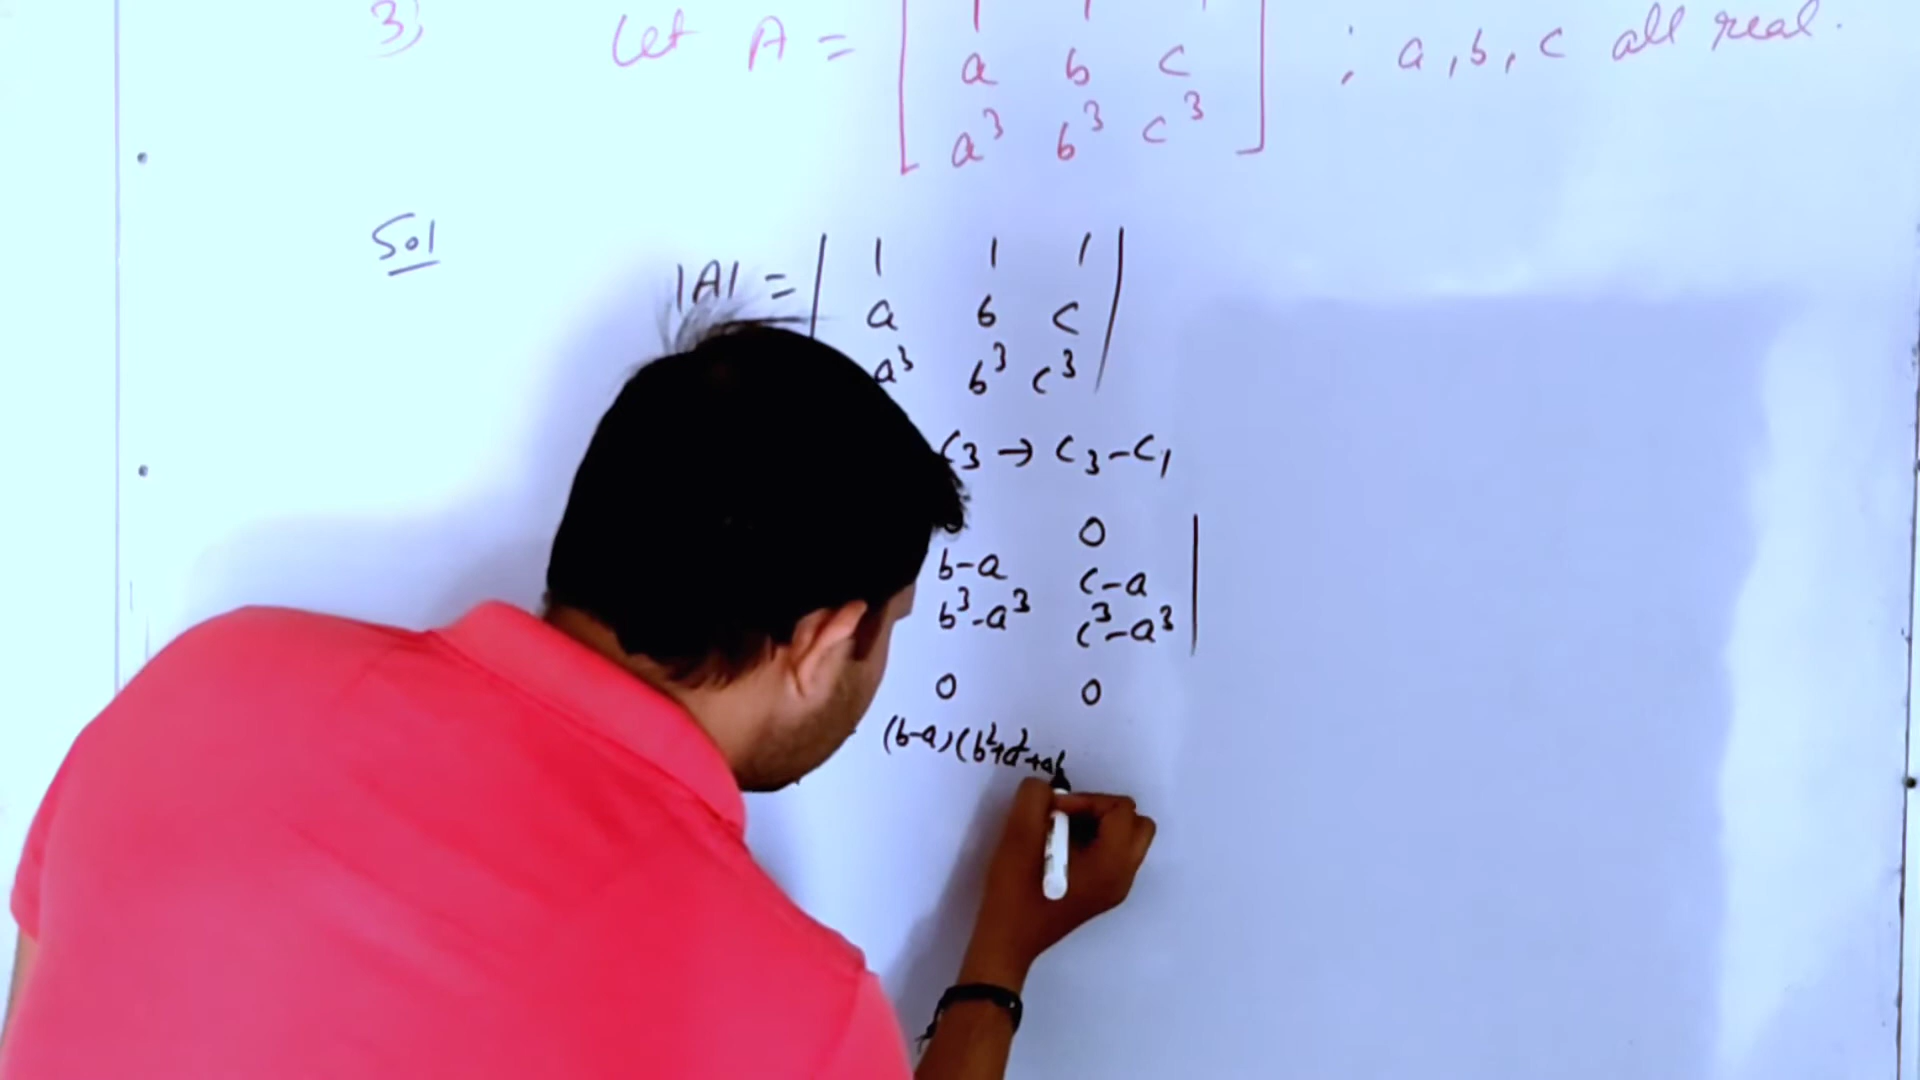 3) Let A = [ 1 1 1 ; a, b, c all real.
a b c
a³ b³ c³ ]
Sol
|A| = | 1 1 1 |
a b c
a³ b³ c³
C₃ → C₃-C₁
0
b-a c-a
b³-a³ c³-a³
0 0
(b-a)(b²+a²+ab